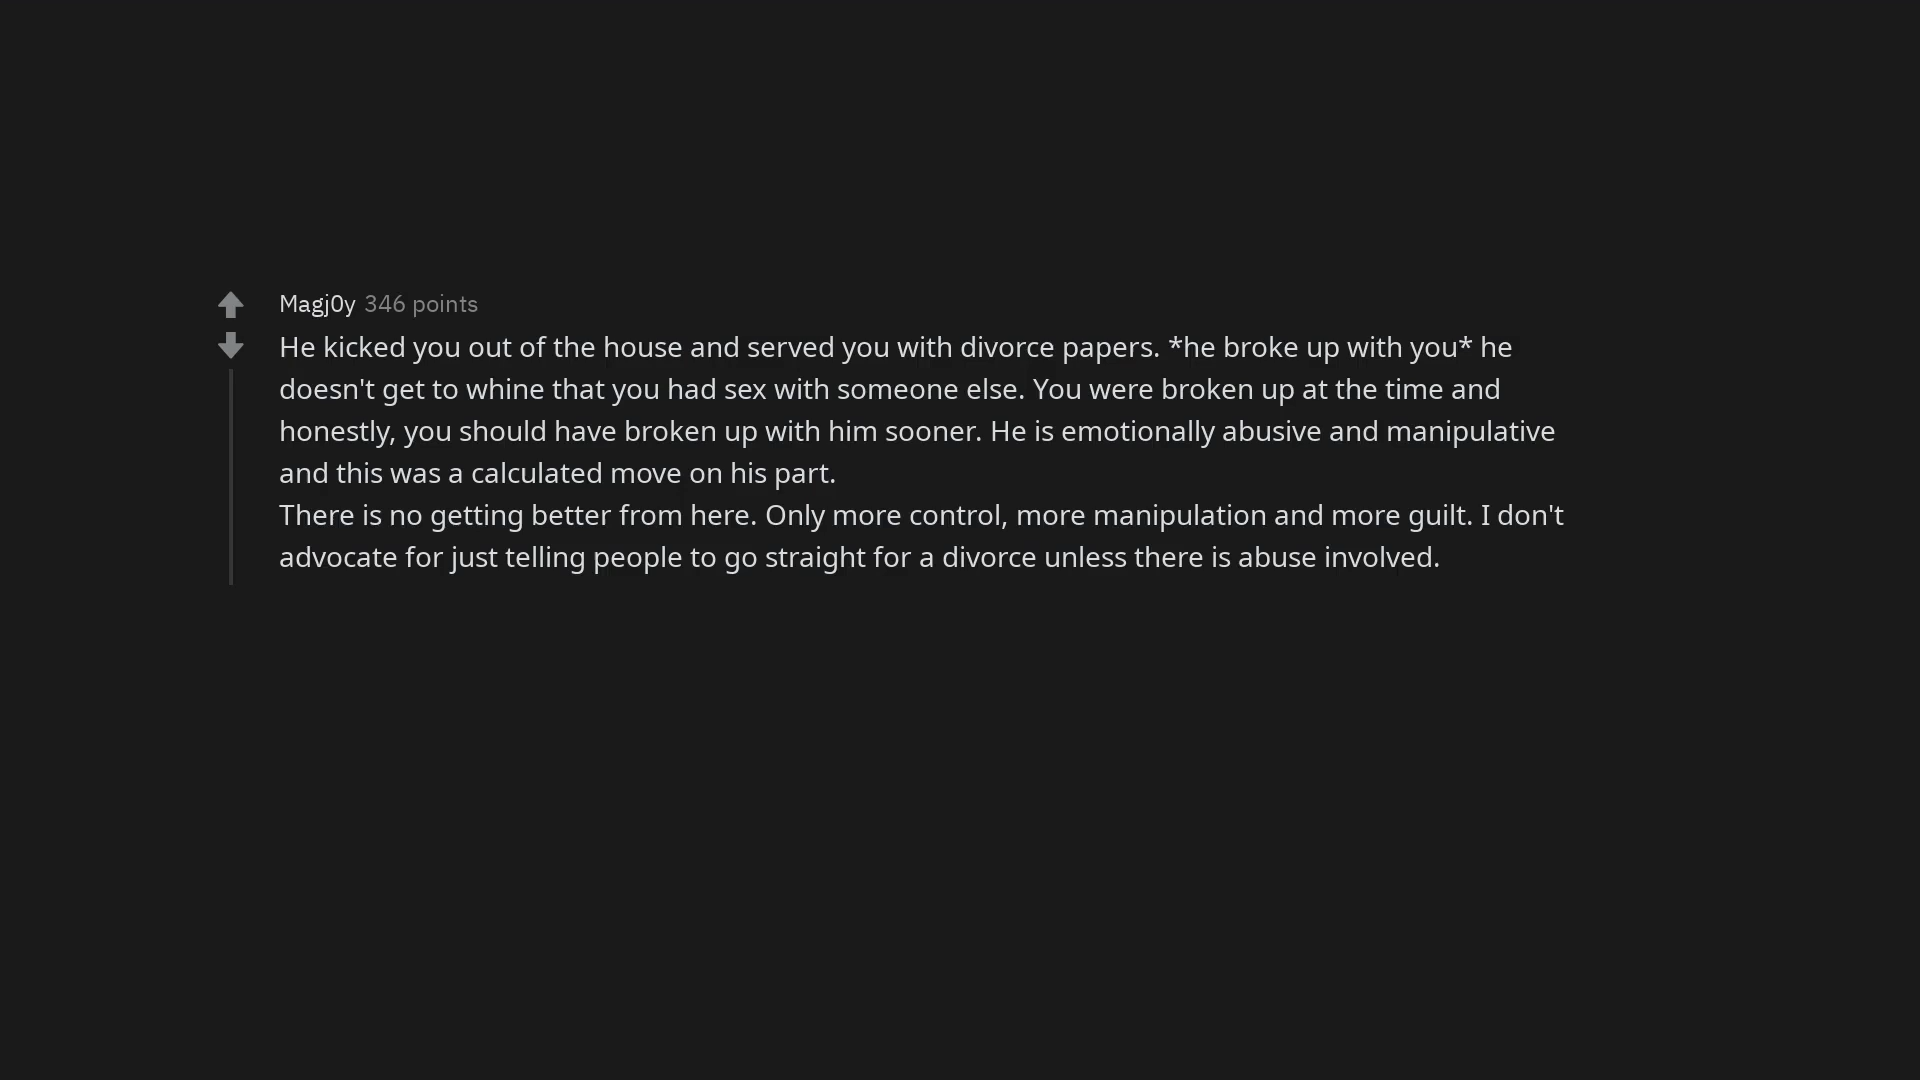 Magj0y 346 points
He kicked you out of the house and served you with divorce papers. *he broke up with you* he
doesn't get to whine that you had sex with someone else. You were broken up at the time and
honestly, you should have broken up with him sooner. He is emotionally abusive and manipulative
and this was a calculated move on his part.
There is no getting better from here. Only more control, more manipulation and more guilt. I don't
advocate for just telling people to go straight for a divorce unless there is abuse involved.